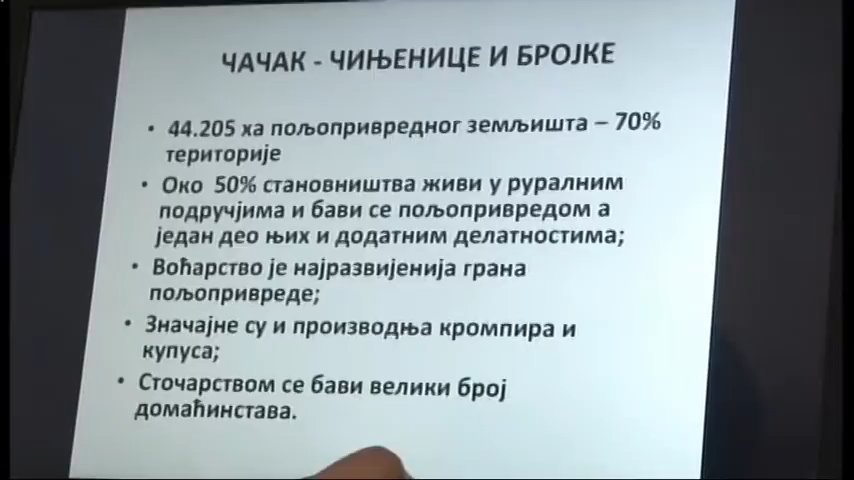 ЧАЧАК - ЧИЊЕНИЦЕ И БРОЈКЕ
• 44.205 ха пољопривредног земљишта – 70%
територије
• Око 50% становништва живи у руралним
подручјима и бави се пољопривредом а
један део њих и додатним делатностима;
• Воћарство је најразвијенија грана
пољопривреде;
• Значајне су и производња кромпира и
купуса;
• Сточарством се бави велики број
домаћинстава.